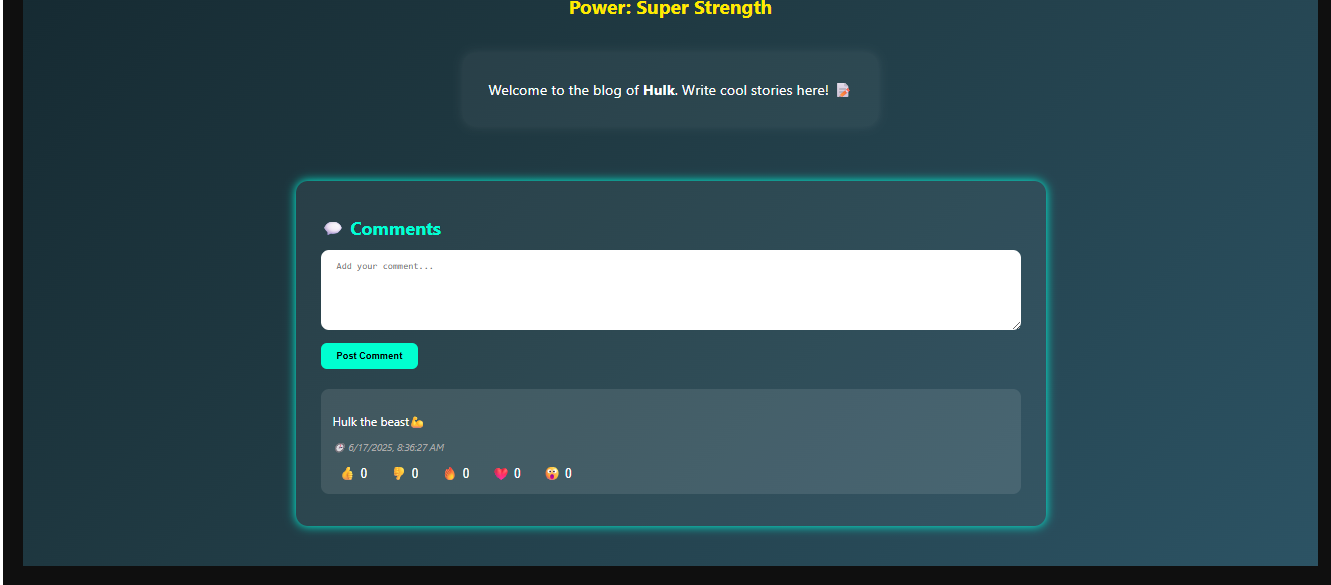 Power: Super Strength
Welcome to the blog of Hulk. Write cool stories here! 📝
💬 Comments
Add your comment...
Post Comment
Hulk the beast💪
🕒 6/17/2025, 8:36:27 AM
👍 0 👎 0 🔥 0 ❤️ 0 😱 0